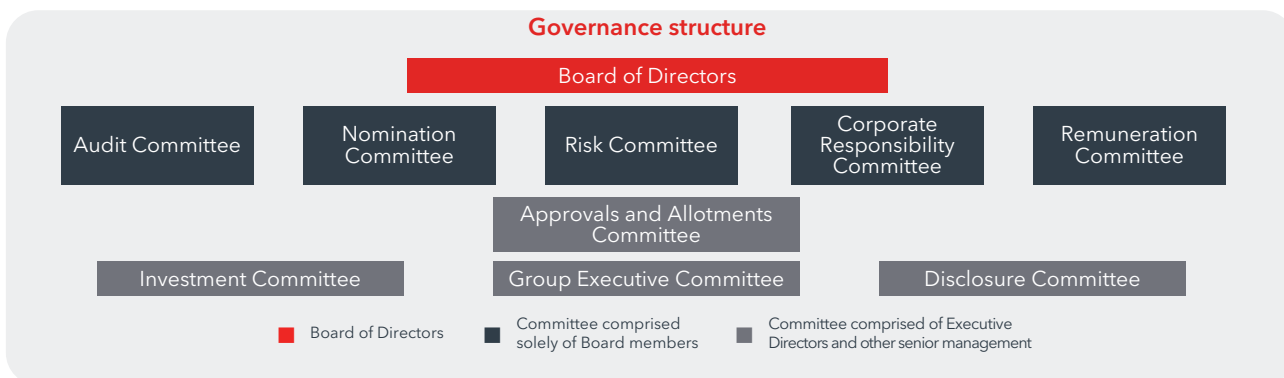 Governance structure
Board of Directors
Audit Committee
Nomination
Committee
Risk Committee
Corporate
Responsibility
Committee
Remuneration
Committee
Approvals and Allotments
Committee
Investment Committee
Group Executive Committee
Disclosure Committee
Board of Directors
Committee comprised
solely of Board members
Committee comprised of Executive
Directors and other senior management